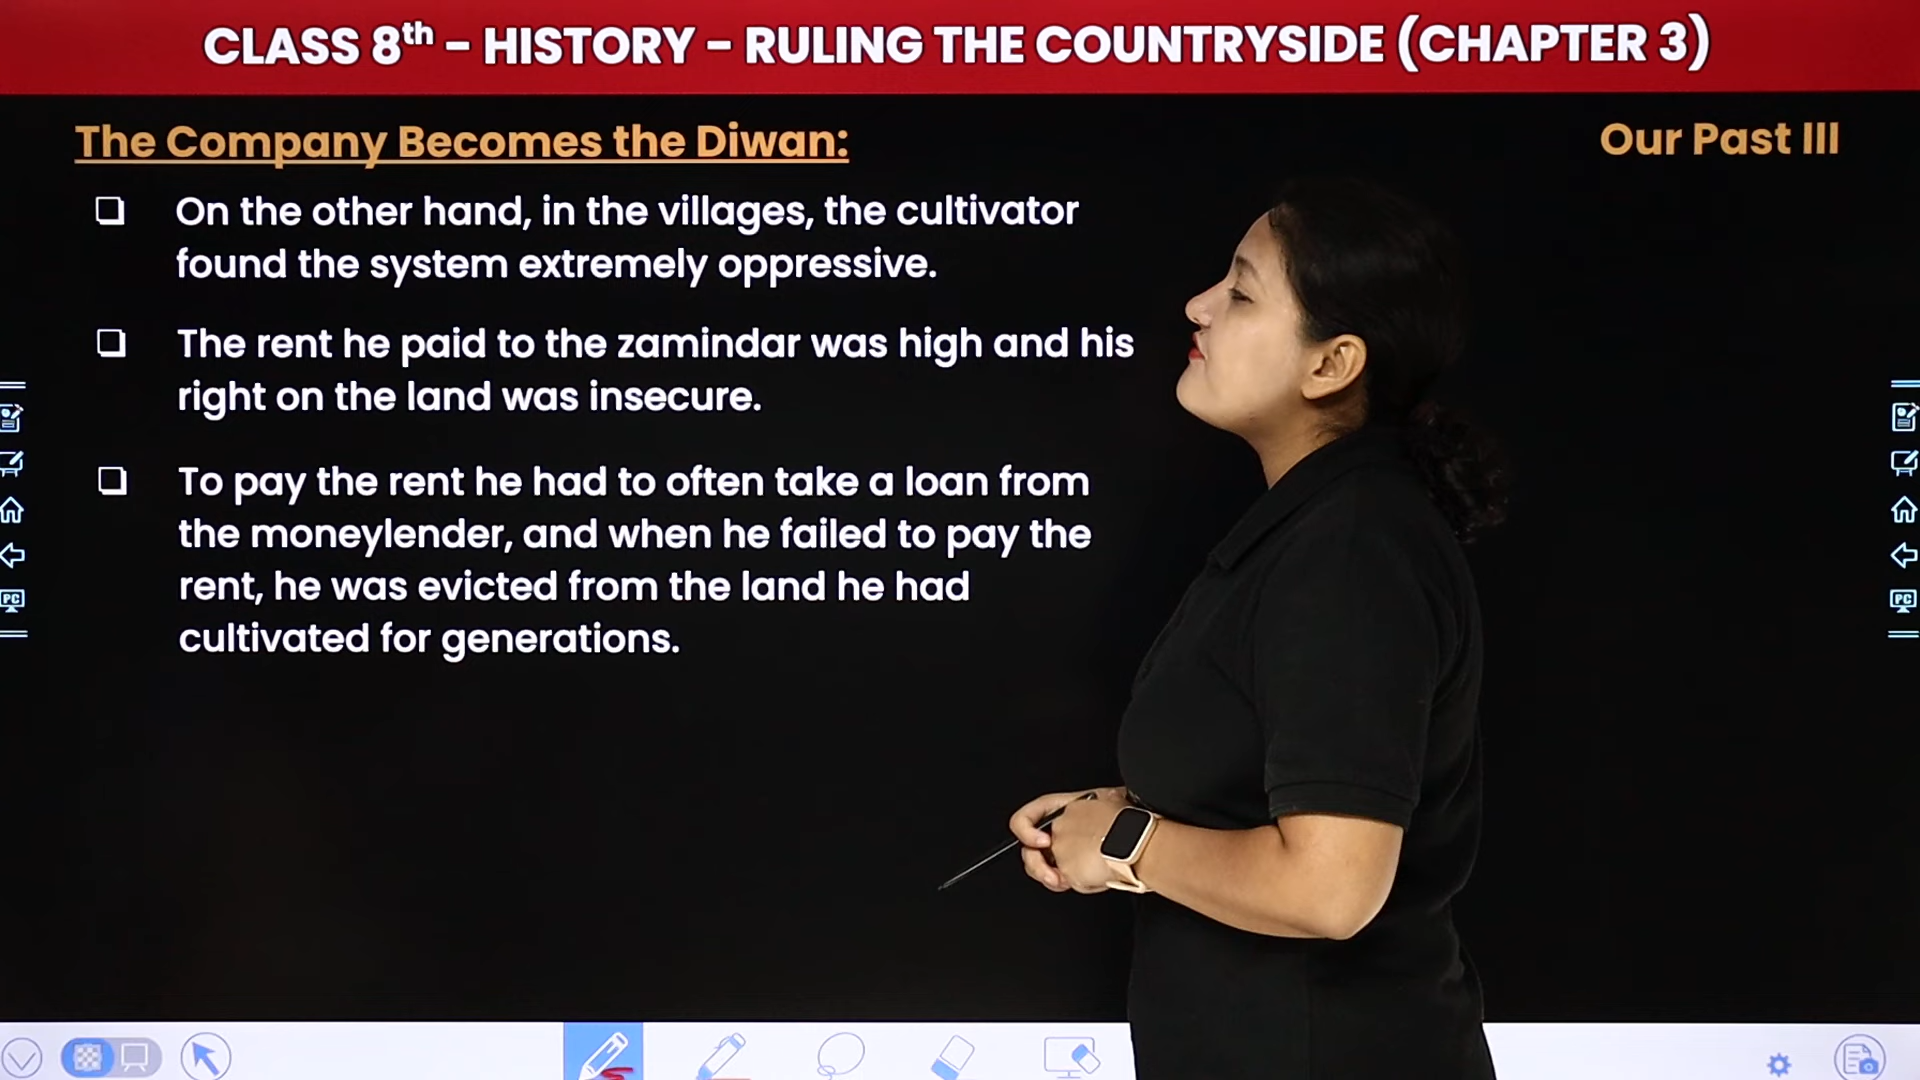 CLASS 8th – HISTORY – RULING THE COUNTRYSIDE (CHAPTER 3)
The Company Becomes the Diwan:
Our Past III
❑ On the other hand, in the villages, the cultivator
found the system extremely oppressive.
❑ The rent he paid to the zamindar was high and his
right on the land was insecure.
❑ To pay the rent he had to often take a loan from
the moneylender, and when he failed to pay the
rent, he was evicted from the land he had
cultivated for generations.
PC
PC